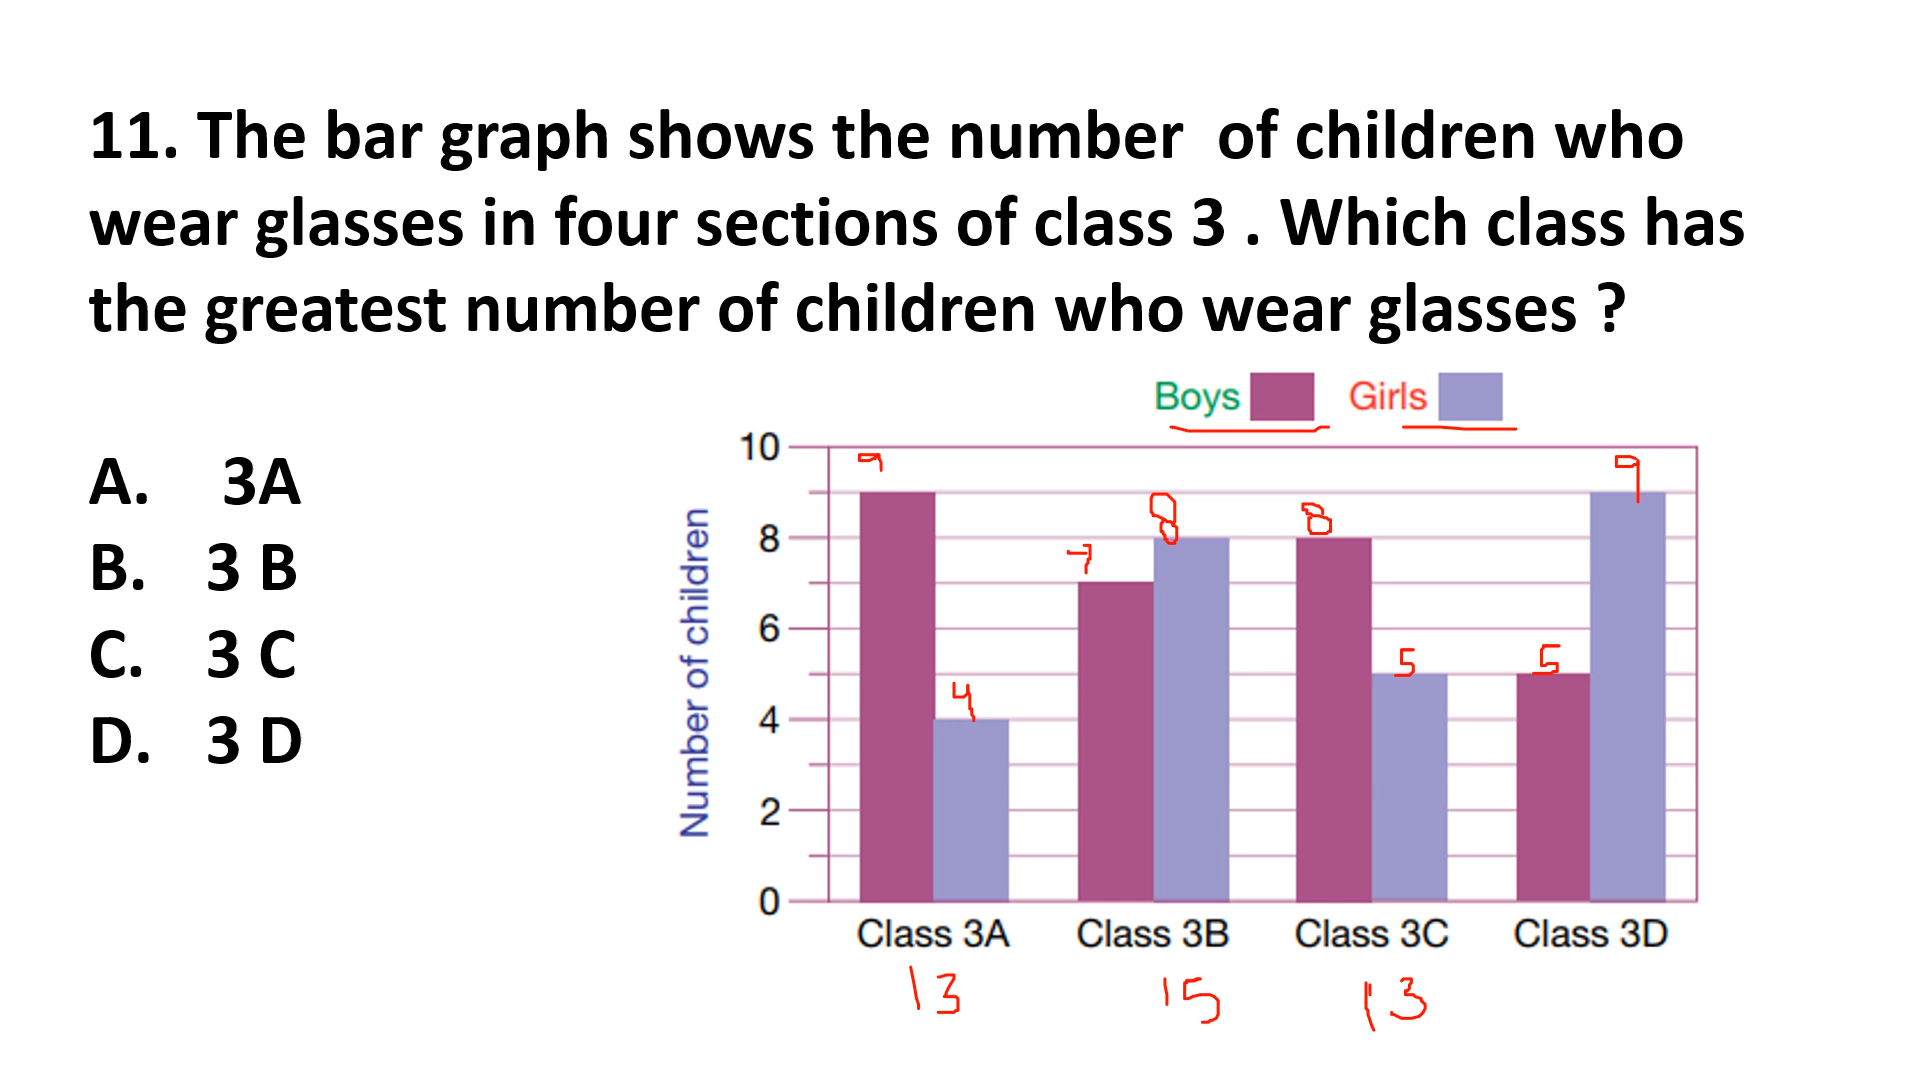 11. The bar graph shows the number of children who
wear glasses in four sections of class 3 . Which class has
the greatest number of children who wear glasses ?
A. 3A
B. 3 B
C. 3 C
D. 3 D
Boys Girls
Number of children
10
8
6
4
2
0
9
4
7
8
8
5
5
9
Class 3A Class 3B Class 3C Class 3D
13 15 13